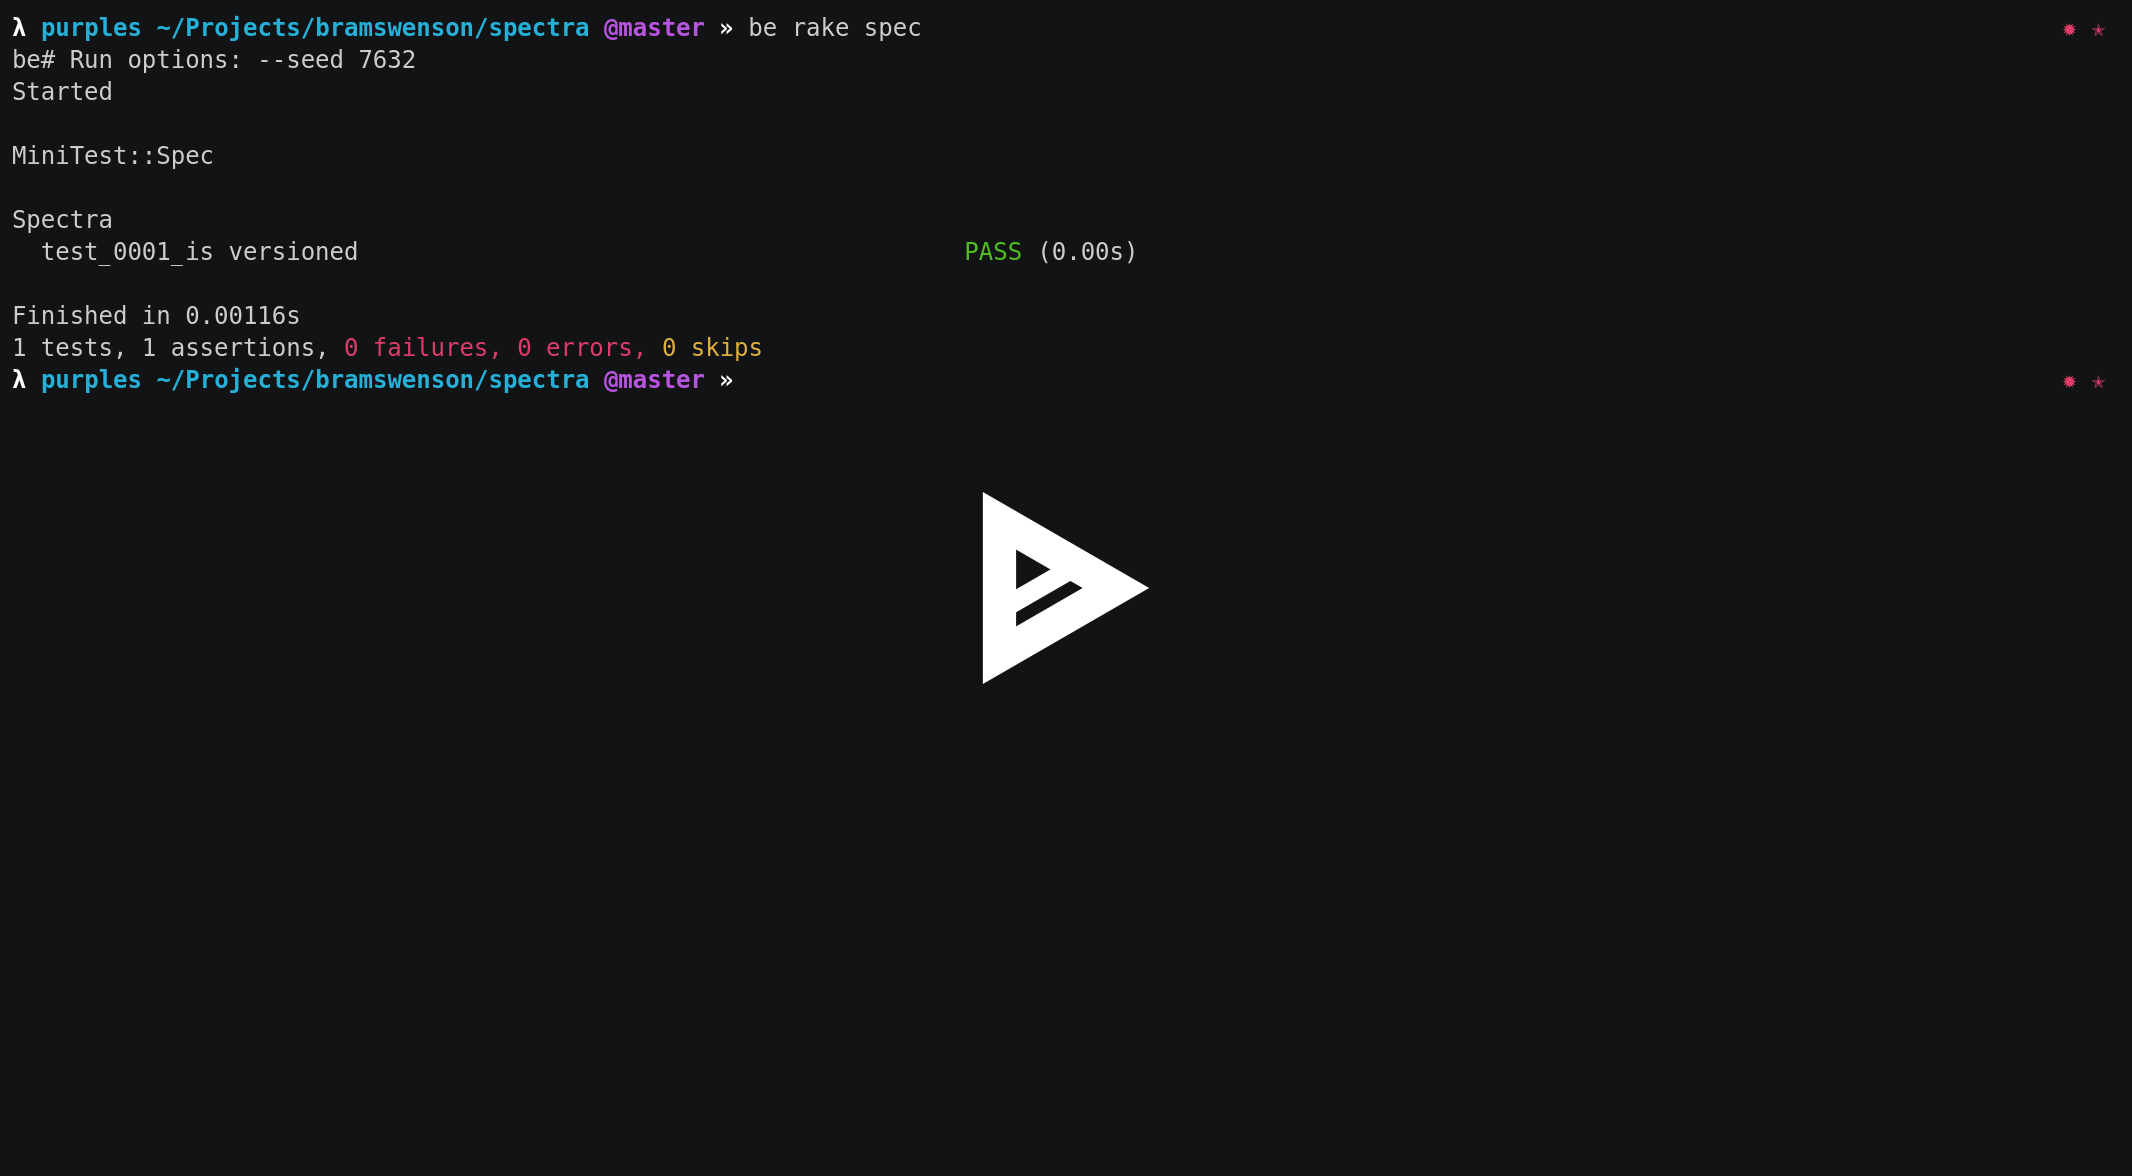 λ purples ~/Projects/bramswenson/spectra @master » be rake spec ✹ ✭
be# Run options: --seed 7632
Started
MiniTest::Spec
Spectra
test_0001_is versioned PASS (0.00s)
Finished in 0.00116s
1 tests, 1 assertions, 0 failures, 0 errors, 0 skips
λ purples ~/Projects/bramswenson/spectra @master » ✹ ✭